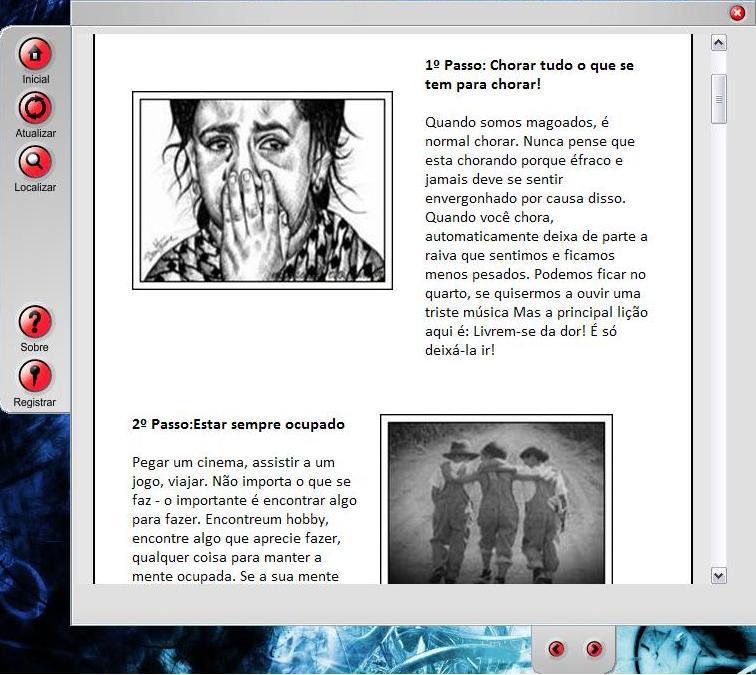 Inicial
Atualizar
Localizar
Sobre
Registrar
1º Passo: Chorar tudo o que se
tem para chorar!
Quando somos magoados, é
normal chorar. Nunca pense que
esta chorando porque éfraco e
jamais deve se sentir
envergonhado por causa disso.
Quando você chora,
automaticamente deixa de parte a
raiva que sentimos e ficamos
menos pesados. Podemos ficar no
quarto, se quisermos a ouvir uma
triste música Mas a principal lição
aqui é: Livrem-se da dor! É só
deixá-la ir!
2º Passo:Estar sempre ocupado
Pegar um cinema, assistir a um
jogo, viajar. Não importa o que se
faz - o importante é encontrar algo
para fazer. Encontreum hobby,
encontre algo que aprecie fazer,
qualquer coisa para manter a
mente ocupada. Se a sua mente